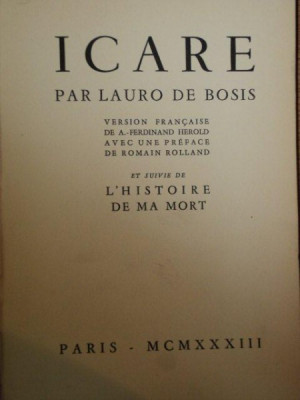 ICARE
PAR LAURO DE BOSIS
VERSION FRANÇAISE
DE A.-FERDINAND HEROLD
AVEC UNE PRÉFACE
DE ROMAIN ROLLAND
ET SUIVIE DE
L'HISTOIRE
DE MA MORT
PARIS - MCMXXXIII